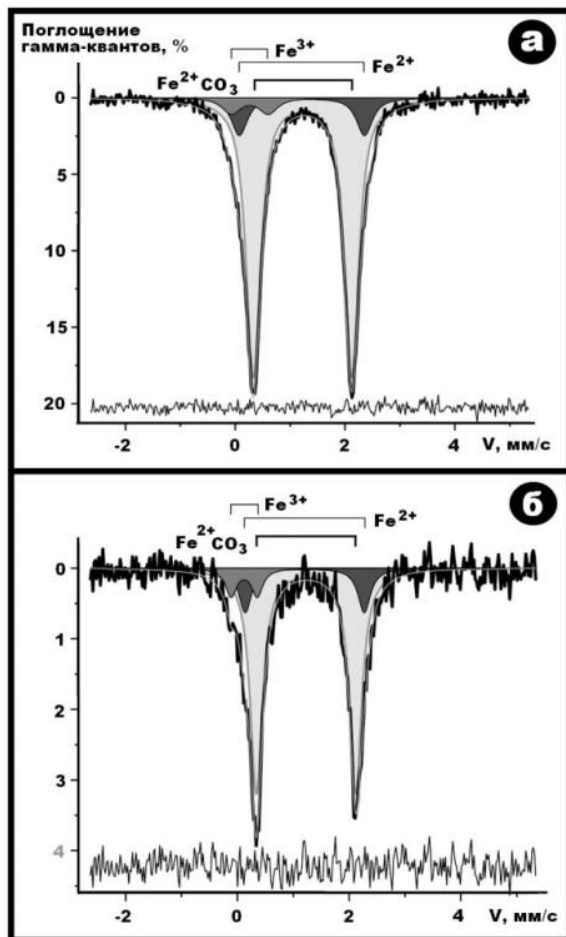 Поглощение
гамма-квантов, %
а
Fe3+
Fe2+
Fe2+CO3
0
5
10
15
20
-2 0 2 4 V, мм/с
б
Fe3+
Fe2+
Fe2+CO3
0
1
2
3
4
-2 0 2 4 V, мм/с